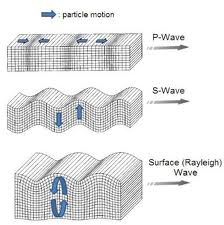 : particle motion
P-Wave
S-Wave
Surface (Rayleigh)
Wave